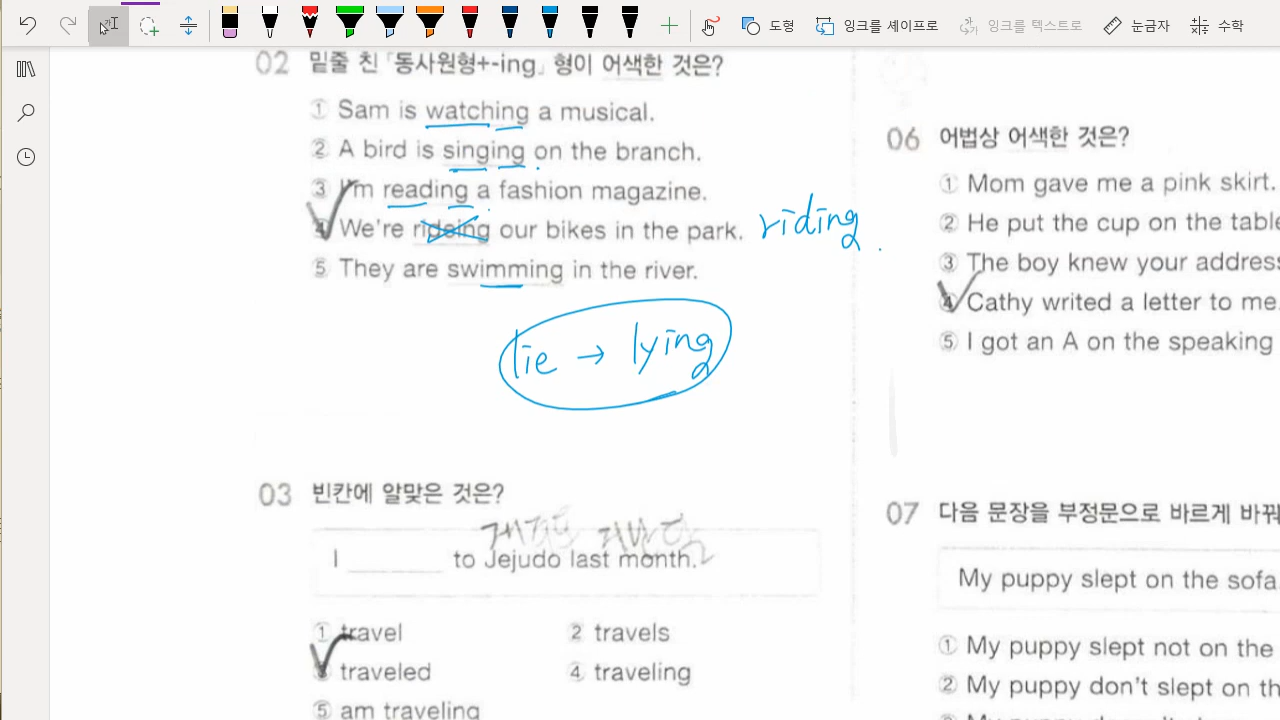 도형
잉크를 셰이프로
잉크를 텍스트로
눈금자
수학
02 밑줄 친 「동사원형+-ing」 형이 어색한 것은?
① Sam is watching a musical.
② A bird is singing on the branch.
③ I'm reading a fashion magazine.
④ We're rideing our bikes in the park. riding
⑤ They are swimming in the river.
lie → lying
03 빈칸에 알맞은 것은?
제주도 지난 달
I ________ to Jejudo last month.
① travel ② travels
③ traveled ④ traveling
⑤ am traveling
06 어법상 어색한 것은?
① Mom gave me a pink skirt.
② He put the cup on the table
③ The boy knew your address
④ Cathy writed a letter to me.
⑤ I got an A on the speaking
07 다음 문장을 부정문으로 바르게 바꿔
My puppy slept on the sofa.
① My puppy slept not on the
② My puppy don't slept on th